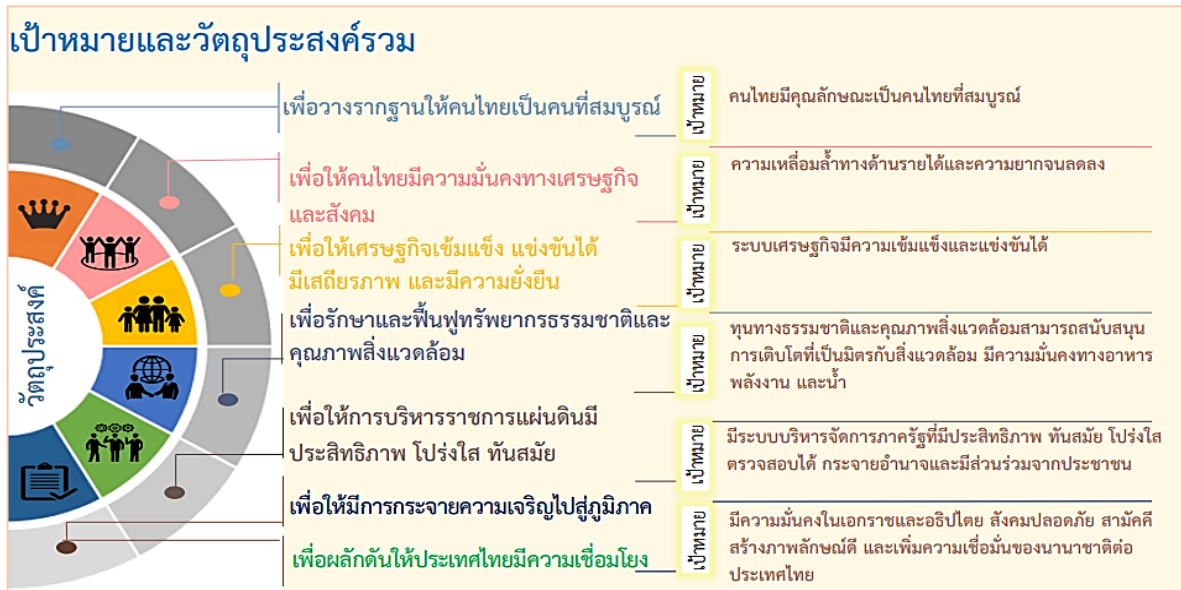 เป้าหมายและวัตถุประสงค์รวม
วัตถุประสงค์
เพื่อวางรากฐานให้คนไทยเป็นคนที่สมบูรณ์
เป้าหมาย
คนไทยมีคุณลักษณะเป็นคนไทยที่สมบูรณ์
เพื่อให้คนไทยมีความมั่นคงทางเศรษฐกิจ
และสังคม
เป้าหมาย
ความเหลื่อมล้ำทางด้านรายได้และความยากจนลดลง
เพื่อให้เศรษฐกิจเข้มแข็ง แข่งขันได้
มีเสถียรภาพ และมีความยั่งยืน
เป้าหมาย
ระบบเศรษฐกิจมีความเข้มแข็งและแข่งขันได้
เพื่อรักษาและฟื้นฟูทรัพยากรธรรมชาติและ
คุณภาพสิ่งแวดล้อม
เป้าหมาย
ทุนทางธรรมชาติและคุณภาพสิ่งแวดล้อมสามารถสนับสนุน
การเติบโตที่เป็นมิตรกับสิ่งแวดล้อม มีความมั่นคงทางอาหาร
พลังงาน และน้ำ
เพื่อให้การบริหารราชการแผ่นดินมี
ประสิทธิภาพ โปร่งใส ทันสมัย
เป้าหมาย
มีระบบบริหารจัดการภาครัฐที่มีประสิทธิภาพ ทันสมัย โปร่งใส
ตรวจสอบได้ กระจายอำนาจและมีส่วนร่วมจากประชาชน
เพื่อให้มีการกระจายความเจริญไปสู่ภูมิภาค
เพื่อผลักดันให้ประเทศไทยมีความเชื่อมโยง
เป้าหมาย
มีความมั่นคงในเอกราชและอธิปไตย สังคมปลอดภัย สามัคคี
สร้างภาพลักษณ์ดี และเพิ่มความเชื่อมั่นของนานาชาติต่อ
ประเทศไทย